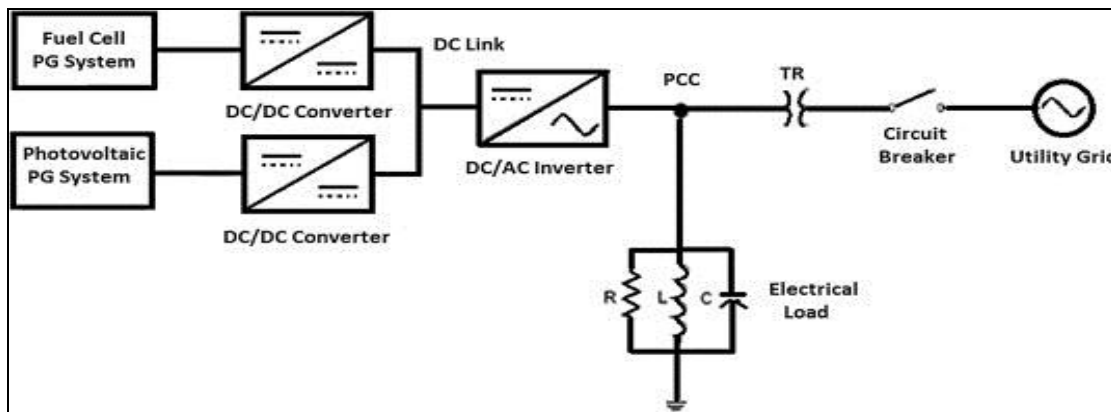 Fuel Cell
PG System
DC/DC Converter
DC Link
Photovoltaic
PG System
DC/DC Converter
DC/AC Inverter
PCC
TR
Circuit
Breaker
Utility Grid
R
L
C
Electrical
Load